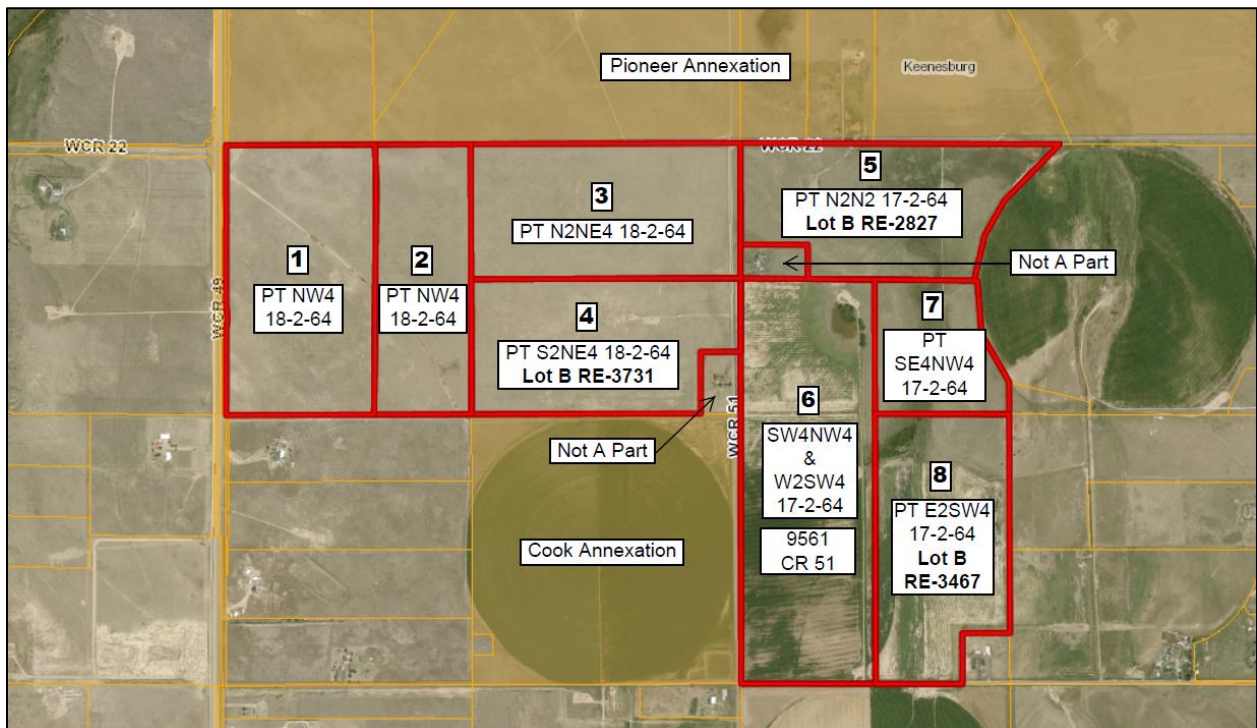 Pioneer Annexation
Keenesburg
WCR 22
WCR 22
5
PT N2N2 17-2-64
Lot B RE-2827
3
PT N2NE4 18-2-64
1
PT NW4
18-2-64
2
PT NW4
18-2-64
Not A Part
WCR 49
4
PT S2NE4 18-2-64
Lot B RE-3731
7
PT
SE4NW4
17-2-64
WCR 51
6
SW4NW4
&
W2SW4
17-2-64
9561
CR 51
Not A Part
8
PT E2SW4
17-2-64
Lot B
RE-3467
Cook Annexation